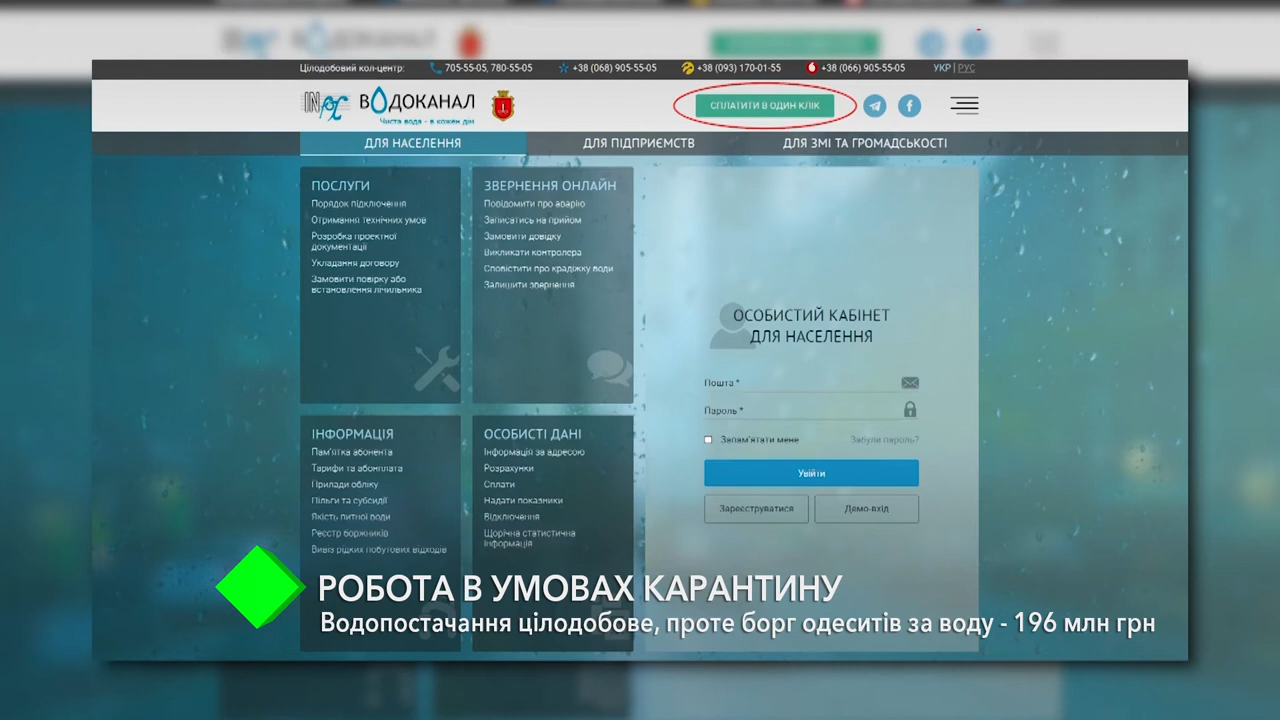 Цілодобовий кол-центр:
705-55-05, 780-55-05
+38 (068) 905-55-05
+38 (093) 170-01-55
+38 (066) 905-55-05
УКР | РУС
INFOX ВОДОКАНАЛ
Чиста вода - в кожен дім
СПЛАТИТИ В ОДИН КЛІК
ДЛЯ НАСЕЛЕННЯ
ДЛЯ ПІДПРИЄМСТВ
ДЛЯ ЗМІ ТА ГРОМАДСЬКОСТІ
ПОСЛУГИ
Порядок підключення
Отримання технічних умов
Розробка проектної
документації
Укладання договору
Замовити повірку або
встановлення лічильника
ЗВЕРНЕННЯ ОНЛАЙН
Повідомити про аварію
Записатись на прийом
Замовити довідку
Викликати контролера
Сповістити про крадіжку води
Залишити звернення
ОСОБИСТИЙ КАБІНЕТ
ДЛЯ НАСЕЛЕННЯ
Пошта *
Пароль *
Запам'ятати мене
Забули пароль?
Увійти
Зареєструватися
Демо-вхід
ІНФОРМАЦІЯ
Пам'ятка абонента
Тарифи та абонплата
Прилади обліку
Пільги та субсидії
Якість питної води
Реєстр боржників
Вивіз рідких побутових відходів
ОСОБИСТІ ДАНІ
Інформація за адресою
Розрахунки
Сплати
Надати показники
Відключення
Щорічна статистична
інформація
РОБОТА В УМОВАХ КАРАНТИНУ
Водопостачання цілодобове, проте борг одеситів за воду - 196 млн грн